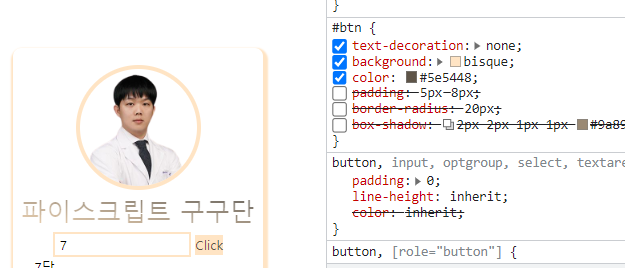 파이스크립트 구구단
7 Click
7단
#btn {
text-decoration: none;
background: bisque;
color: #5e5448;
padding: 5px 8px;
border-radius: 20px;
box-shadow: 2px 2px 1px 1px #9a89
}
button, input, optgroup, select, textare
padding: 0;
line-height: inherit;
color: inherit;
}
button, [role="button"] {